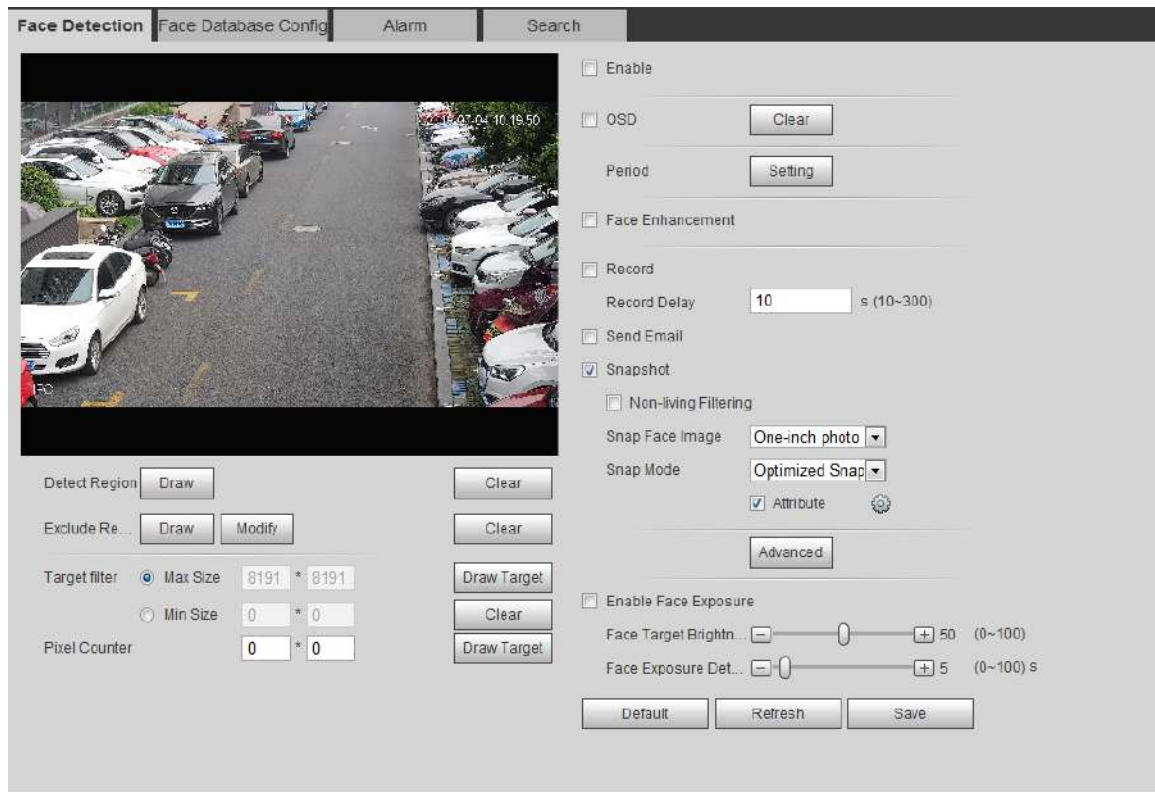 Face Detection Face Database Config Alarm Search
10:19:50
IPC
Detect Region Draw Clear
Exclude Re... Draw Modify Clear
Target filter Max Size 8191 * 8191 Draw Target
Min Size 0 * 0 Clear
Pixel Counter 0 * 0 Draw Target
Enable
OSD Clear
Period Setting
Face Enhancement
Record
Record Delay 10 s (10~300)
Send Email
Snapshot
Non-living Filtering
Snap Face Image One-inch photo
Snap Mode Optimized Snap
Attribute
Advanced
Enable Face Exposure
Face Target Brightn... 50 (0~100)
Face Exposure Det... 5 (0~100) s
Default Refresh Save